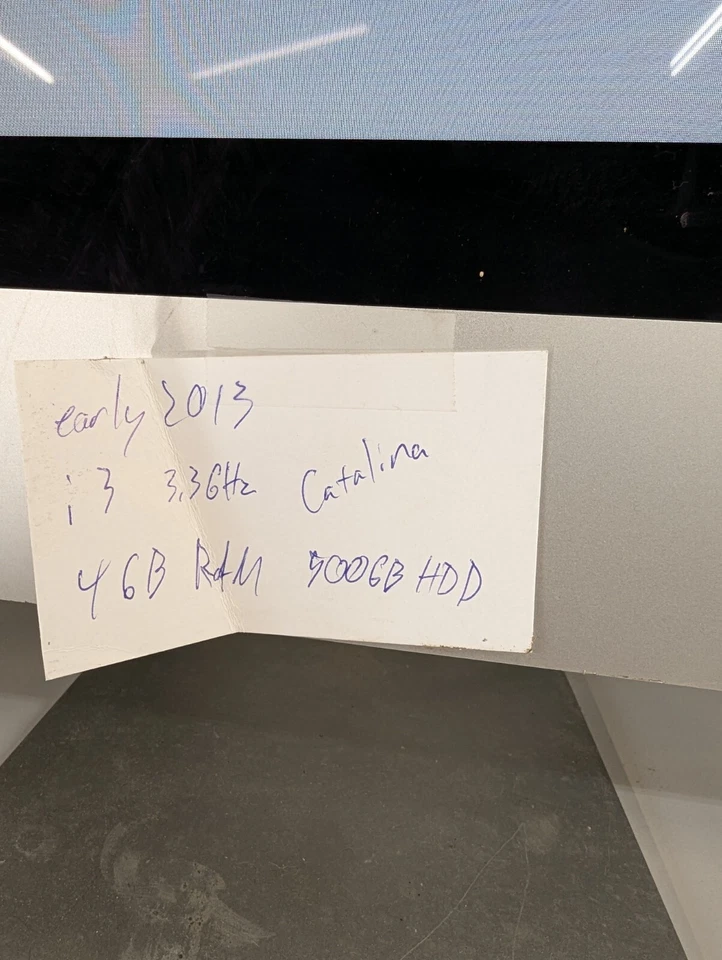 early 2013
i3 3.3GHz Catalina
4GB RAM 500GB HDD